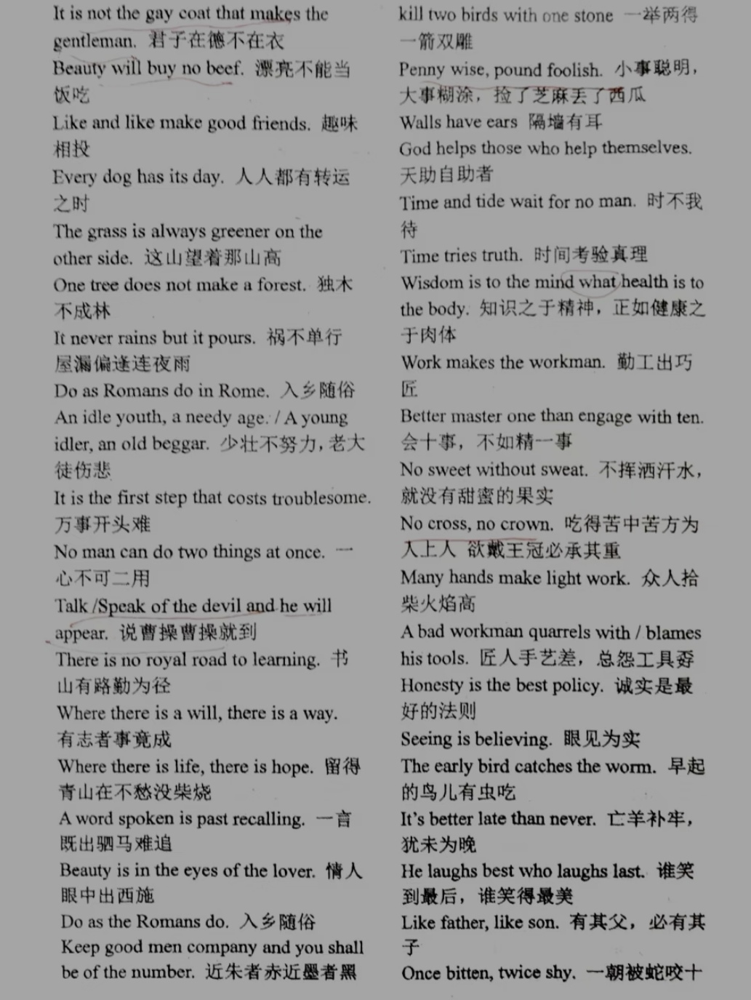 It is not the gay coat that makes the
gentleman. 君子在德不在衣
Beauty will buy no beef. 漂亮不能当
饭吃
Like and like make good friends. 趣味
相投
Every dog has its day. 人人都有转运
之时
The grass is always greener on the
other side. 这山望着那山高
One tree does not make a forest. 独木
不成林
It never rains but it pours. 祸不单行
屋漏偏逢连夜雨
Do as Romans do in Rome. 入乡随俗
An idle youth, a needy age. / A young
idler, an old beggar. 少壮不努力,老大
徒伤悲
It is the first step that costs troublesome.
万事开头难
No man can do two things at once. 一
心不可二用
Talk /Speak of the devil and he will
appear. 说曹操曹操就到
There is no royal road to learning. 书
山有路勤为径
Where there is a will, there is a way.
有志者事竟成
Where there is life, there is hope. 留得
青山在不愁没柴烧
A word spoken is past recalling. 一言
既出驷马难追
Beauty is in the eyes of the lover. 情人
眼中出西施
Do as the Romans do. 入乡随俗
Keep good men company and you shall
be of the number. 近朱者赤近墨者黑
kill two birds with one stone 一举两得
一箭双雕
Penny wise, pound foolish. 小事聪明，
大事糊涂，捡了芝麻丢了西瓜
Walls have ears 隔墙有耳
God helps those who help themselves.
天助自助者
Time and tide wait for no man. 时不我
待
Time tries truth. 时间考验真理
Wisdom is to the mind what health is to
the body. 知识之于精神，正如健康之
于肉体
Work makes the workman. 勤工出巧
匠
Better master one than engage with ten.
会十事，不如精一事
No sweet without sweat. 不挥洒汗水，
就没有甜蜜的果实
No cross, no crown. 吃得苦中苦方为
人上人 欲戴王冠必承其重
Many hands make light work. 众人拾
柴火焰高
A bad workman quarrels with / blames
his tools. 匠人手艺差，总怨工具孬
Honesty is the best policy. 诚实是最
好的法则
Seeing is believing. 眼见为实
The early bird catches the worm. 早起
的鸟儿有虫吃
It's better late than never. 亡羊补牢，
犹未为晚
He laughs best who laughs last. 谁笑
到最后，谁笑得最美
Like father, like son. 有其父，必有其
子
Once bitten, twice shy. 一朝被蛇咬十